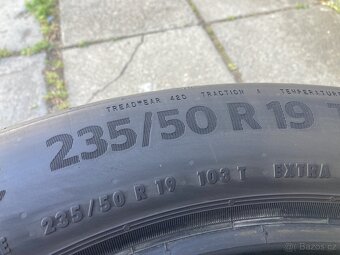 TREADWEAR 420 TRACTION A TEMPERATURE
235/50 R 19 T
235/50 R 19 103 T EXTRA